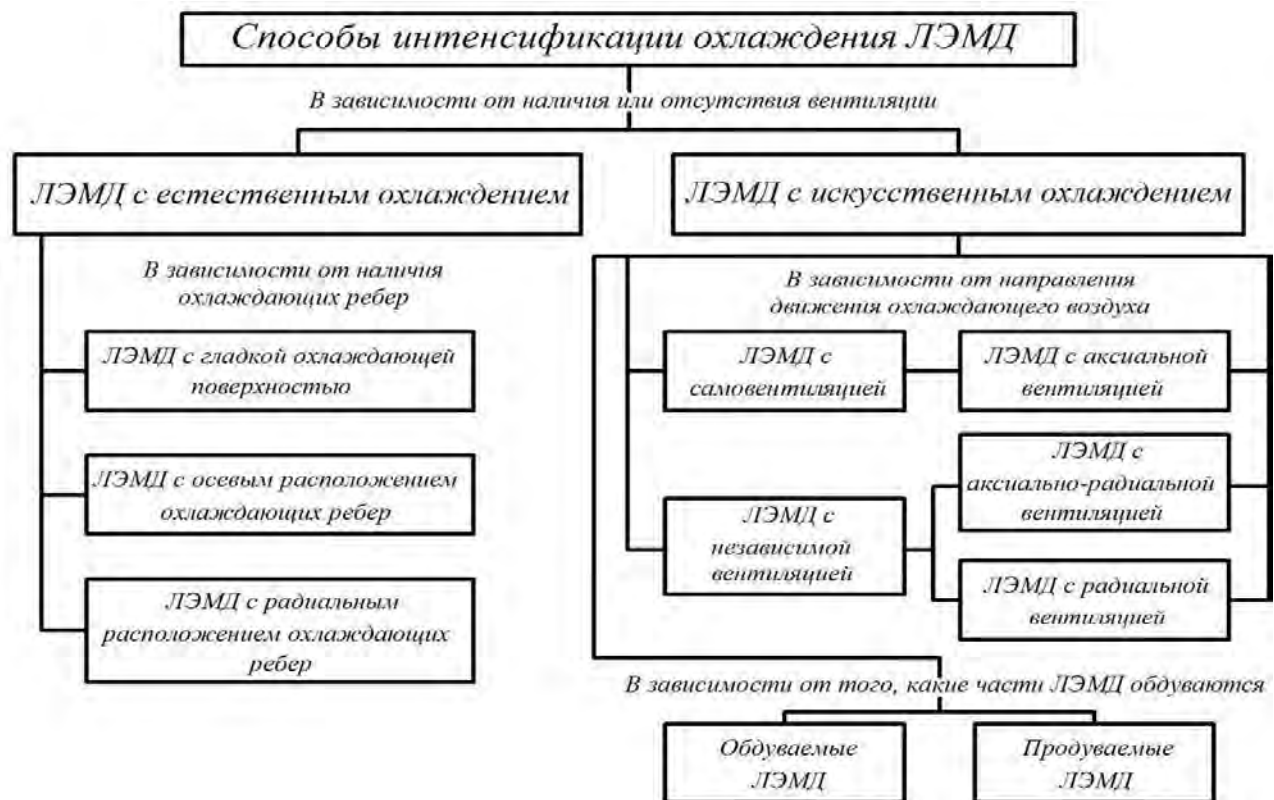 Способы интенсификации охлаждения ЛЭМД
В зависимости от наличия или отсутствия вентиляции
ЛЭМД с естественным охлаждением
ЛЭМД с искусственным охлаждением
В зависимости от наличия
охлаждающих ребер
ЛЭМД с гладкой охлаждающей
поверхностью
ЛЭМД с осевым расположением
охлаждающих ребер
ЛЭМД с радиальным
расположением охлаждающих
ребер
В зависимости от направления
движения охлаждающего воздуха
ЛЭМД с
самовентиляцией
ЛЭМД с аксиальной
вентиляцией
ЛЭМД с
независимой
вентиляцией
ЛЭМД с
аксиально-радиальной
вентиляцией
ЛЭМД с радиальной
вентиляцией
В зависимости от того, какие части ЛЭМД обдуваются
Обдуваемые
ЛЭМД
Продуваемые
ЛЭМД